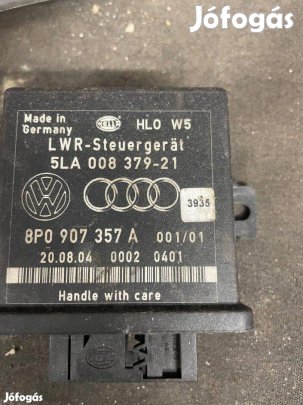 Jófogás
Made in
Germany
HELLA
HLO W5
LWR-Steuergerät
5LA 008 379-21
3935
8P0 907 357 A 001/01
20.08.04 0002 0401
Handle with care
Jófogás